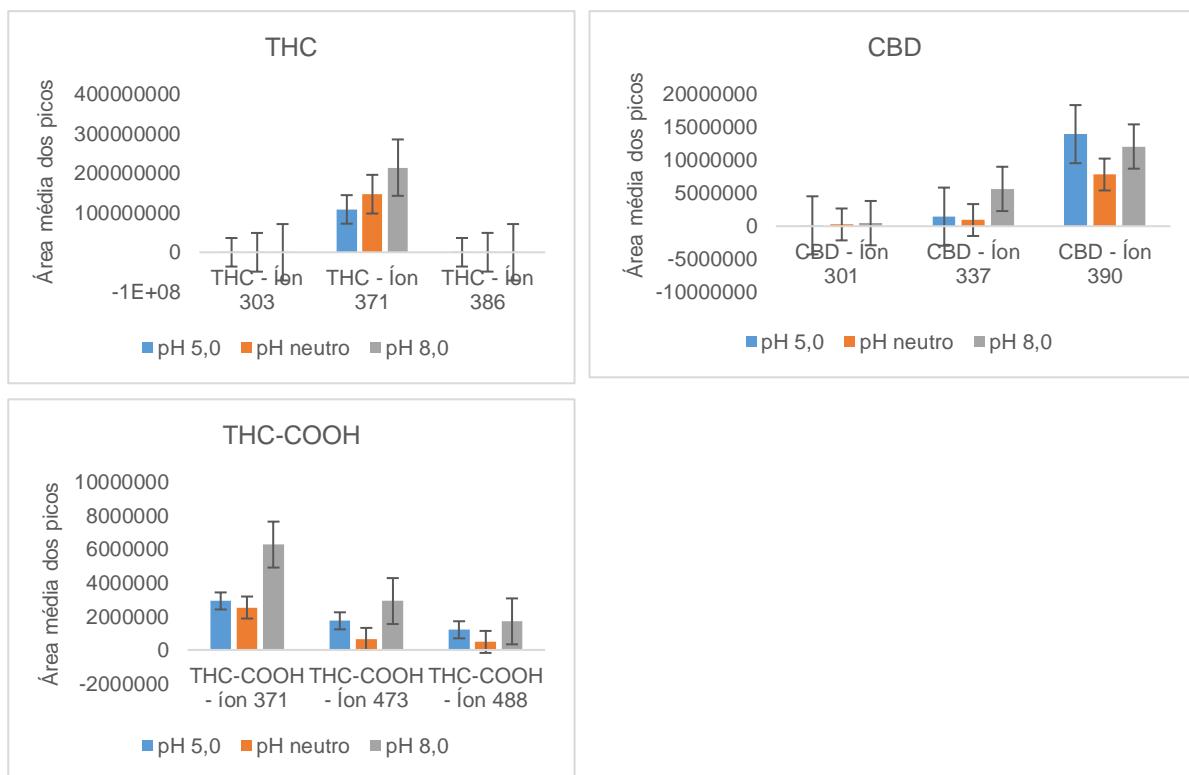 THC
Área média dos picos
400000000
300000000
200000000
100000000
0
-1E+08
THC - Íon
303
THC - Íon
371
THC - Íon
386
pH 5,0 pH neutro pH 8,0
CBD
Área média dos picos
20000000
15000000
10000000
5000000
0
-5000000
-10000000
CBD - Íon
301
CBD - Íon
337
CBD - Íon
390
pH 5,0 pH neutro pH 8,0
THC-COOH
Área média dos picos
10000000
8000000
6000000
4000000
2000000
0
-2000000
THC-COOH
- íon 371
THC-COOH
- Íon 473
THC-COOH
- Íon 488
pH 5,0 pH neutro pH 8,0